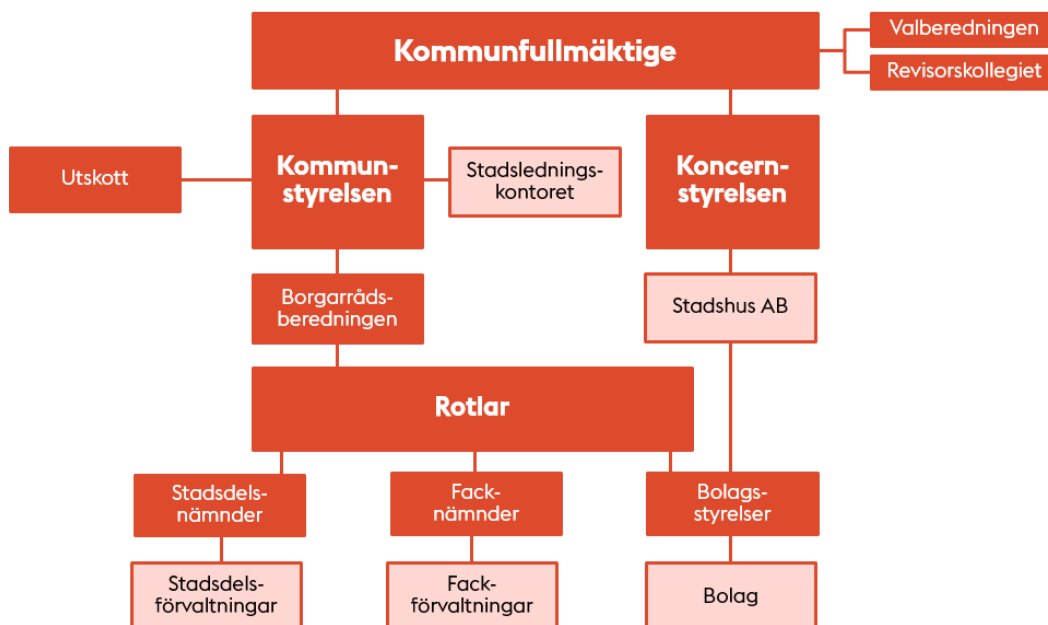 Kommunfullmäktige
Valberedningen
Revisorskollegiet
Utskott
Kommun-
styrelsen
Stadslednings-
kontoret
Koncern-
styrelsen
Borgarråds-
beredningen
Stadshus AB
Rotlar
Stadsdels-
nämnder
Fack-
nämnder
Bolags-
styrelser
Stadsdels-
förvaltningar
Fack-
förvaltningar
Bolag